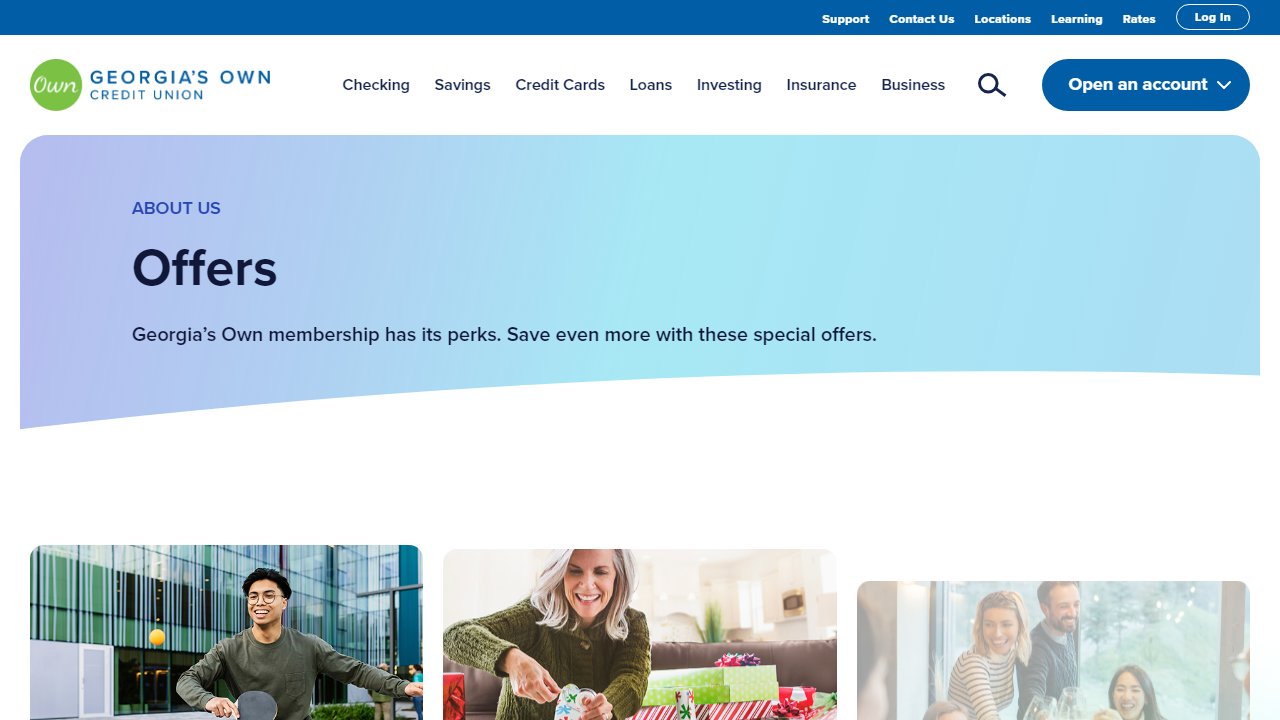 Support Contact Us Locations Learning Rates Log In
Own GEORGIA'S OWN
CREDIT UNION
Checking Savings Credit Cards Loans Investing Insurance Business Open an account
ABOUT US
Offers
Georgia’s Own membership has its perks. Save even more with these special offers.